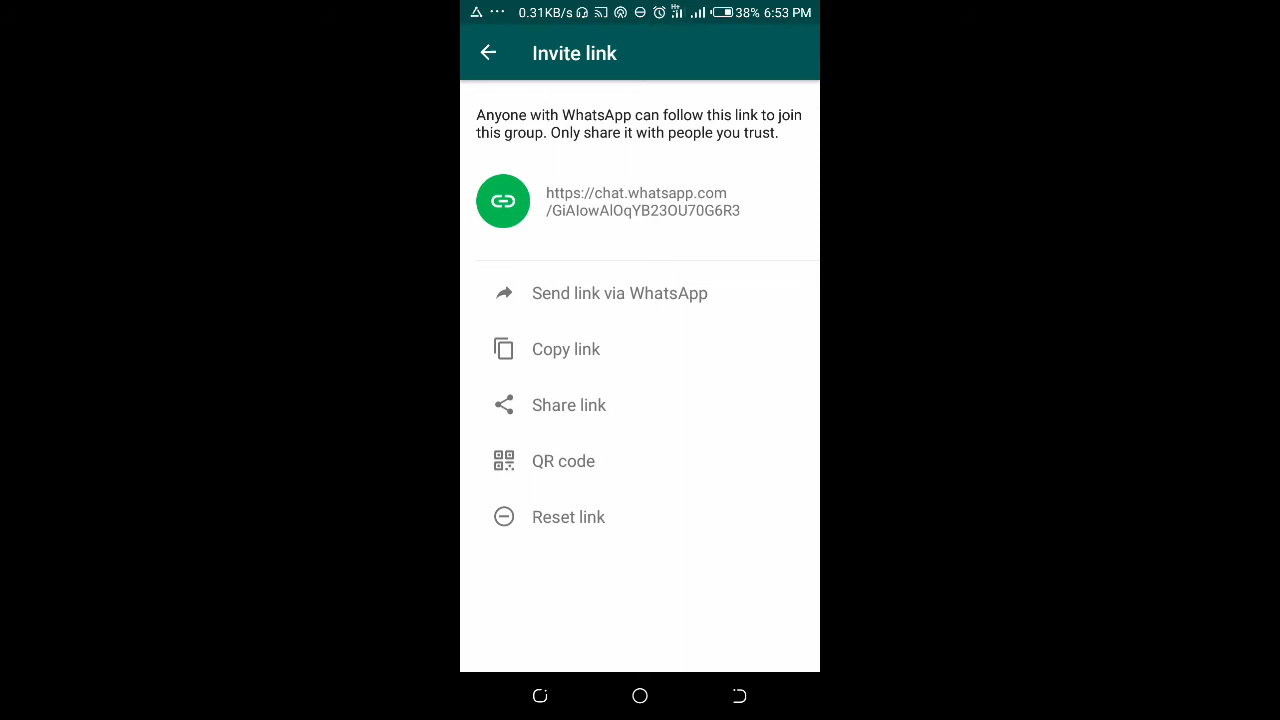 0.31KB/s H+ 38% 6:53 PM
Invite link
Anyone with WhatsApp can follow this link to join
this group. Only share it with people you trust.
https://chat.whatsapp.com
/GiAIowAlOqYB23OU70G6R3
Send link via WhatsApp
Copy link
Share link
QR code
Reset link